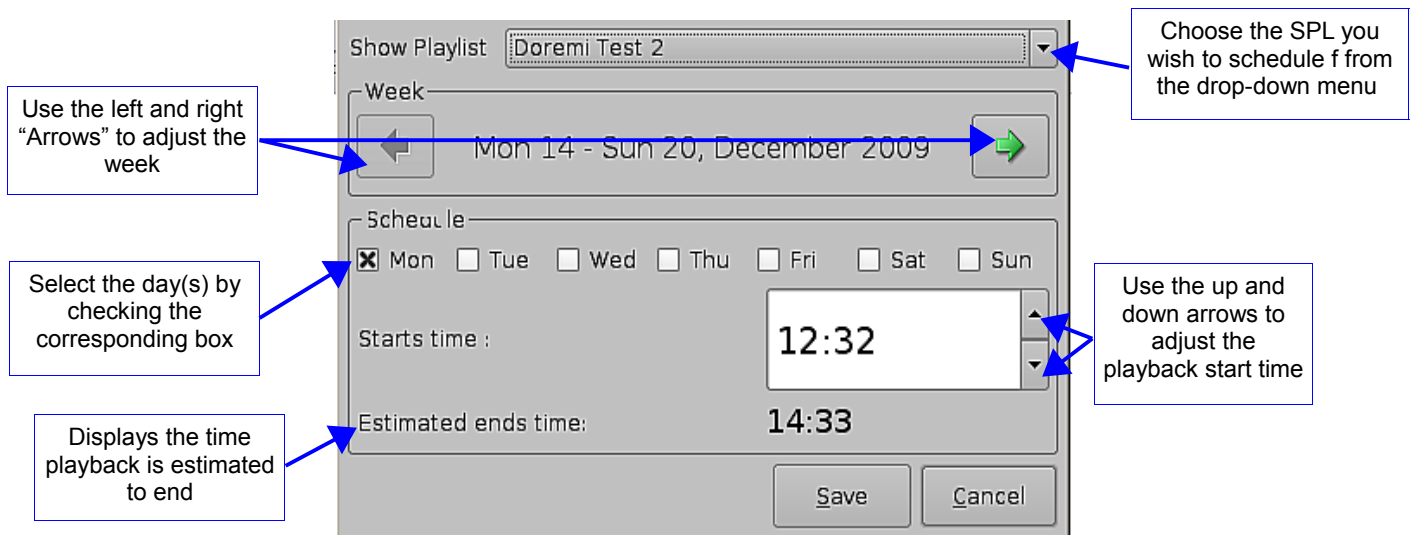 Show Playlist Doremi Test 2
Choose the SPL you
wish to schedule f from
the drop-down menu
Week
Use the left and right
“Arrows” to adjust the
week
Mon 14 - Sun 20, December 2009
Schedule
Mon Tue Wed Thu Fri Sat Sun
Select the day(s) by
checking the
corresponding box
Starts time :
12:32
Use the up and
down arrows to
adjust the
playback start time
Estimated ends time:
14:33
Displays the time
playback is estimated
to end
Save Cancel